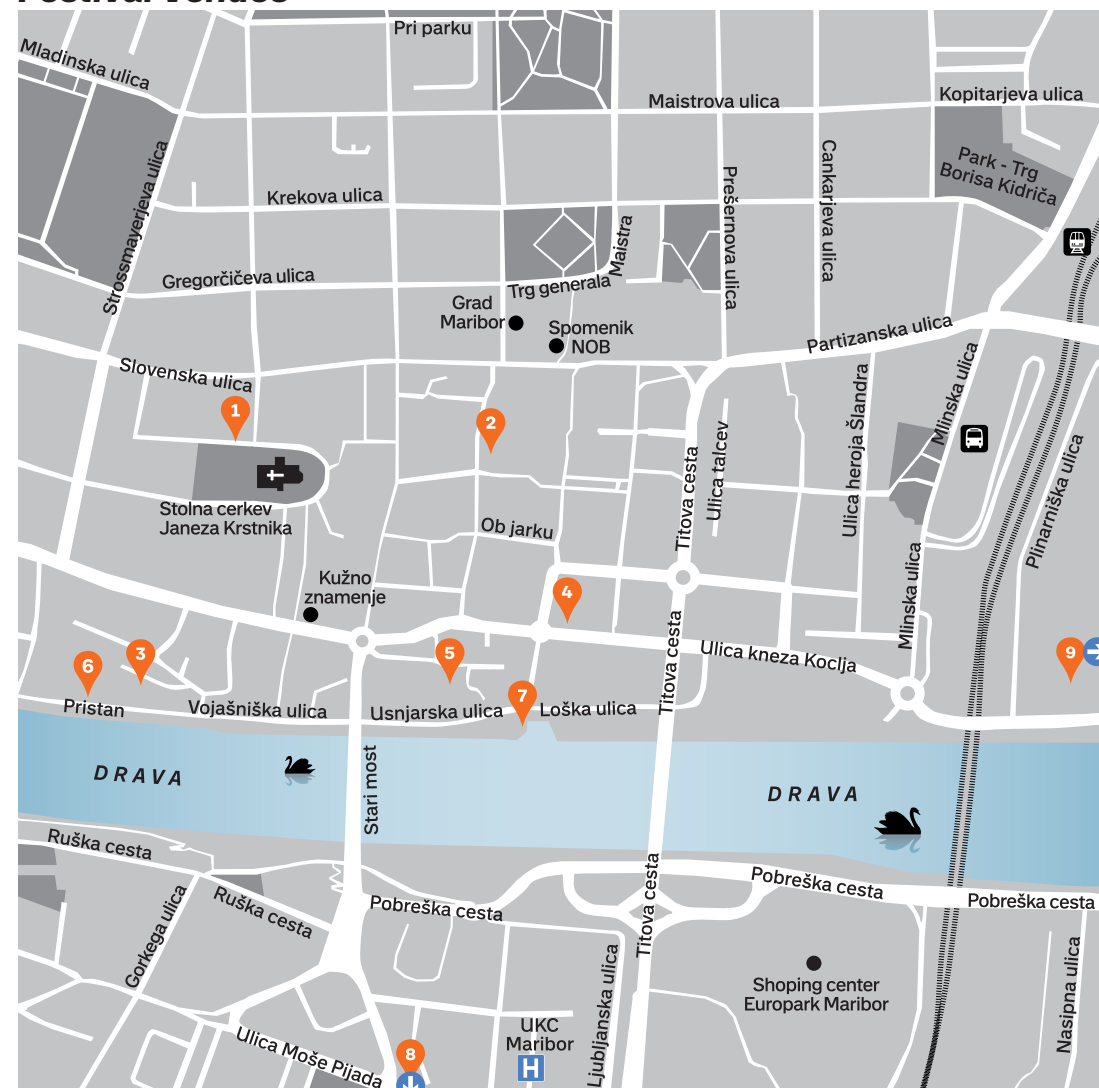 Festival Venues
Pri parku
Mladinska ulica
Maistrova ulica
Kopitarjeva ulica
Park - Trg
Borisa Kidriča
Strossmayerjeva ulica
Krekova ulica
Prešernova ulica
Cankarjeva ulica
Gregorčičeva ulica
Trg generala
Maistra
Grad
Maribor
Spomenik
NOB
Partizanska ulica
Slovenska ulica
1
2
Mlinska ulica
Ulica heroja Šlandra
Ulica talcev
Titova cesta
Plinarniška ulica
Stolna cerkev
Janeza Krstnika
Ob jarku
Kužno
znamenje
4
Mlinska ulica
Titova cesta
Ulica kneza Koclja
3
5
6
7
9
Pristan
Vojašniška ulica
Usnjarska ulica
Loška ulica
DRAVA
DRAVA
Stari most
Ruška cesta
Ruška cesta
Gorkega ulica
Pobreška cesta
Titova cesta
Pobreška cesta
Pobreška cesta
Shoping center
Europark Maribor
Ljubljanska ulica
Nasipna ulica
UKC
Maribor
H
Ulica Moše Pijada
8